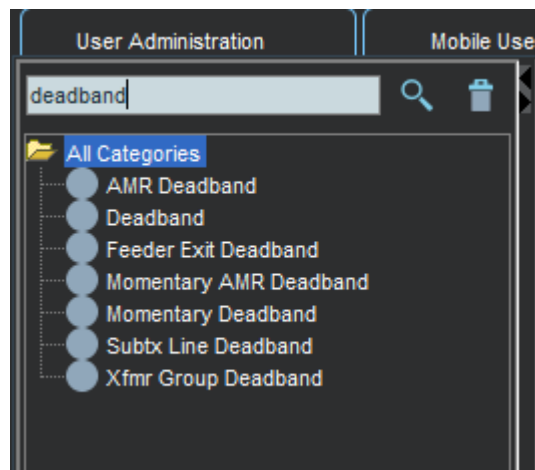 User Administration
Mobile Use
deadband
All Categories
AMR Deadband
Deadband
Feeder Exit Deadband
Momentary AMR Deadband
Momentary Deadband
Subtx Line Deadband
Xfmr Group Deadband